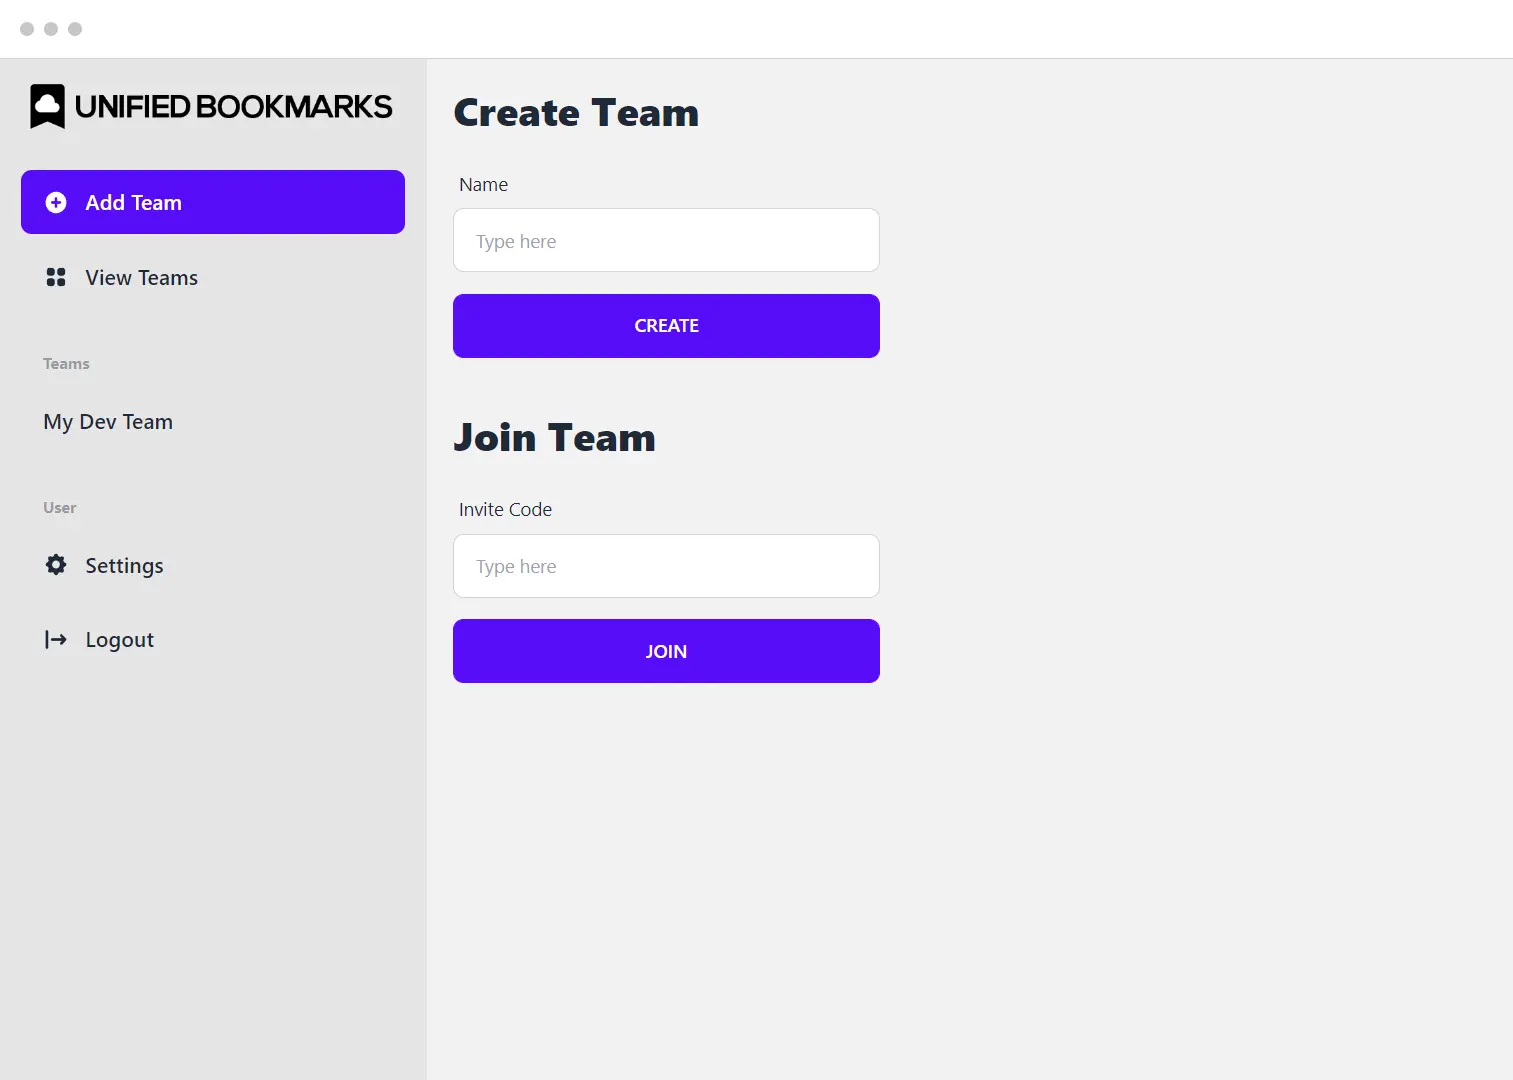 UNIFIED BOOKMARKS
Add Team
View Teams
Teams
My Dev Team
User
Settings
Logout
Create Team
Name
Type here
CREATE
Join Team
Invite Code
Type here
JOIN